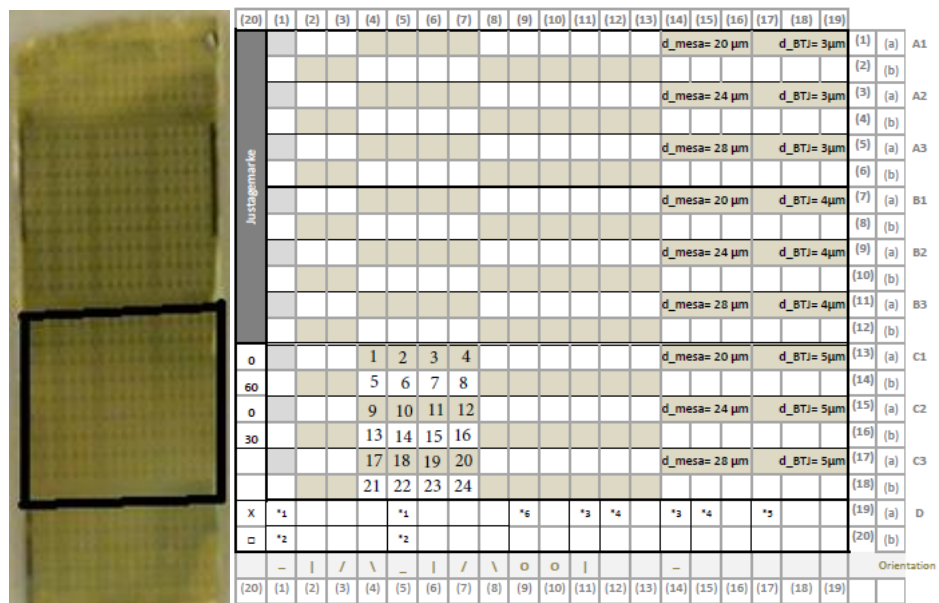 (20) (1) (2) (3) (4) (5) (6) (7) (8) (9) (10) (11) (12) (13) (14) (15) (16) (17) (18) (19)
Justagemarke
d_mesa= 20 µm d_BTJ= 3µm (1) (a) A1
(2) (b)
d_mesa= 24 µm d_BTJ= 3µm (3) (a) A2
(4) (b)
d_mesa= 28 µm d_BTJ= 3µm (5) (a) A3
(6) (b)
d_mesa= 20 µm d_BTJ= 4µm (7) (a) B1
(8) (b)
d_mesa= 24 µm d_BTJ= 4µm (9) (a) B2
(10) (b)
d_mesa= 28 µm d_BTJ= 4µm (11) (a) B3
(12) (b)
0 1 2 3 4 d_mesa= 20 µm d_BTJ= 5µm (13) (a) C1
60 5 6 7 8 (14) (b)
0 9 10 11 12 d_mesa= 24 µm d_BTJ= 5µm (15) (a) C2
30 13 14 15 16 (16) (b)
17 18 19 20 d_mesa= 28 µm d_BTJ= 5µm (17) (a) C3
21 22 23 24 (18) (b)
X *1 *1 *6 *3 *4 *3 *4 *5 (19) (a) D
□ *2 *2 (20) (b)
– | / \ _ | / \ O O | – Orientation
(20) (1) (2) (3) (4) (5) (6) (7) (8) (9) (10) (11) (12) (13) (14) (15) (16) (17) (18) (19)